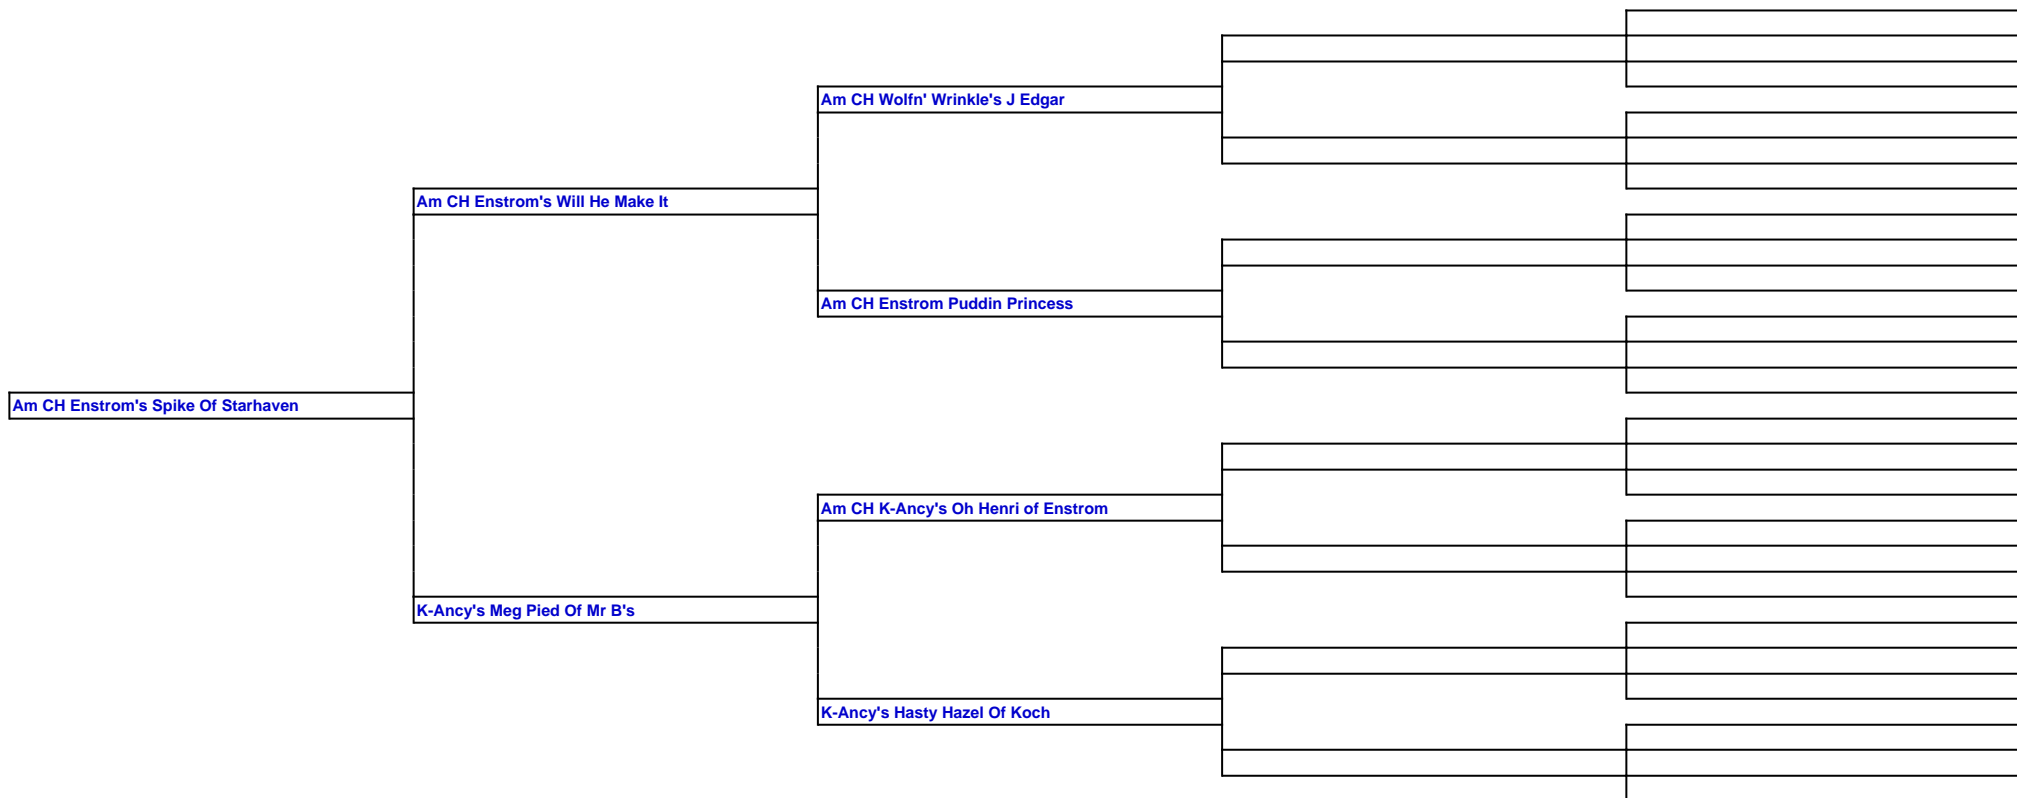 Am CH Wolfn' Wrinkle's J Edgar
Am CH Enstrom's Will He Make It
Am CH Enstrom Puddin Princess
Am CH Enstrom's Spike Of Starhaven
Am CH K-Ancy's Oh Henri of Enstrom
K-Ancy's Meg Pied Of Mr B's
K-Ancy's Hasty Hazel Of Koch